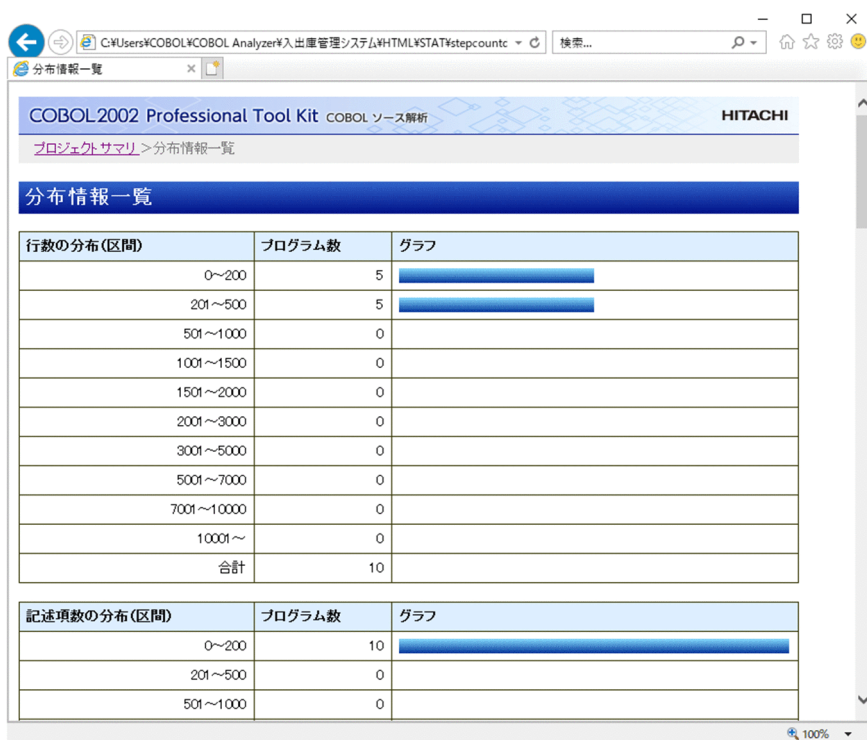 C:¥Users¥COBOL¥COBOL Analyzer¥入出庫管理システム¥HTML¥STAT¥stepcountc
検索...
分布情報一覧
COBOL2002 Professional Tool Kit COBOL ソース解析
HITACHI
プロジェクトサマリ >分布情報一覧
分布情報一覧
行数の分布(区間) プログラム数 グラフ
0～200 5
201～500 5
501～1000 0
1001～1500 0
1501～2000 0
2001～3000 0
3001～5000 0
5001～7000 0
7001～10000 0
10001～ 0
合計 10
記述項数の分布(区間) プログラム数 グラフ
0～200 10
201～500 0
501～1000 0
100%